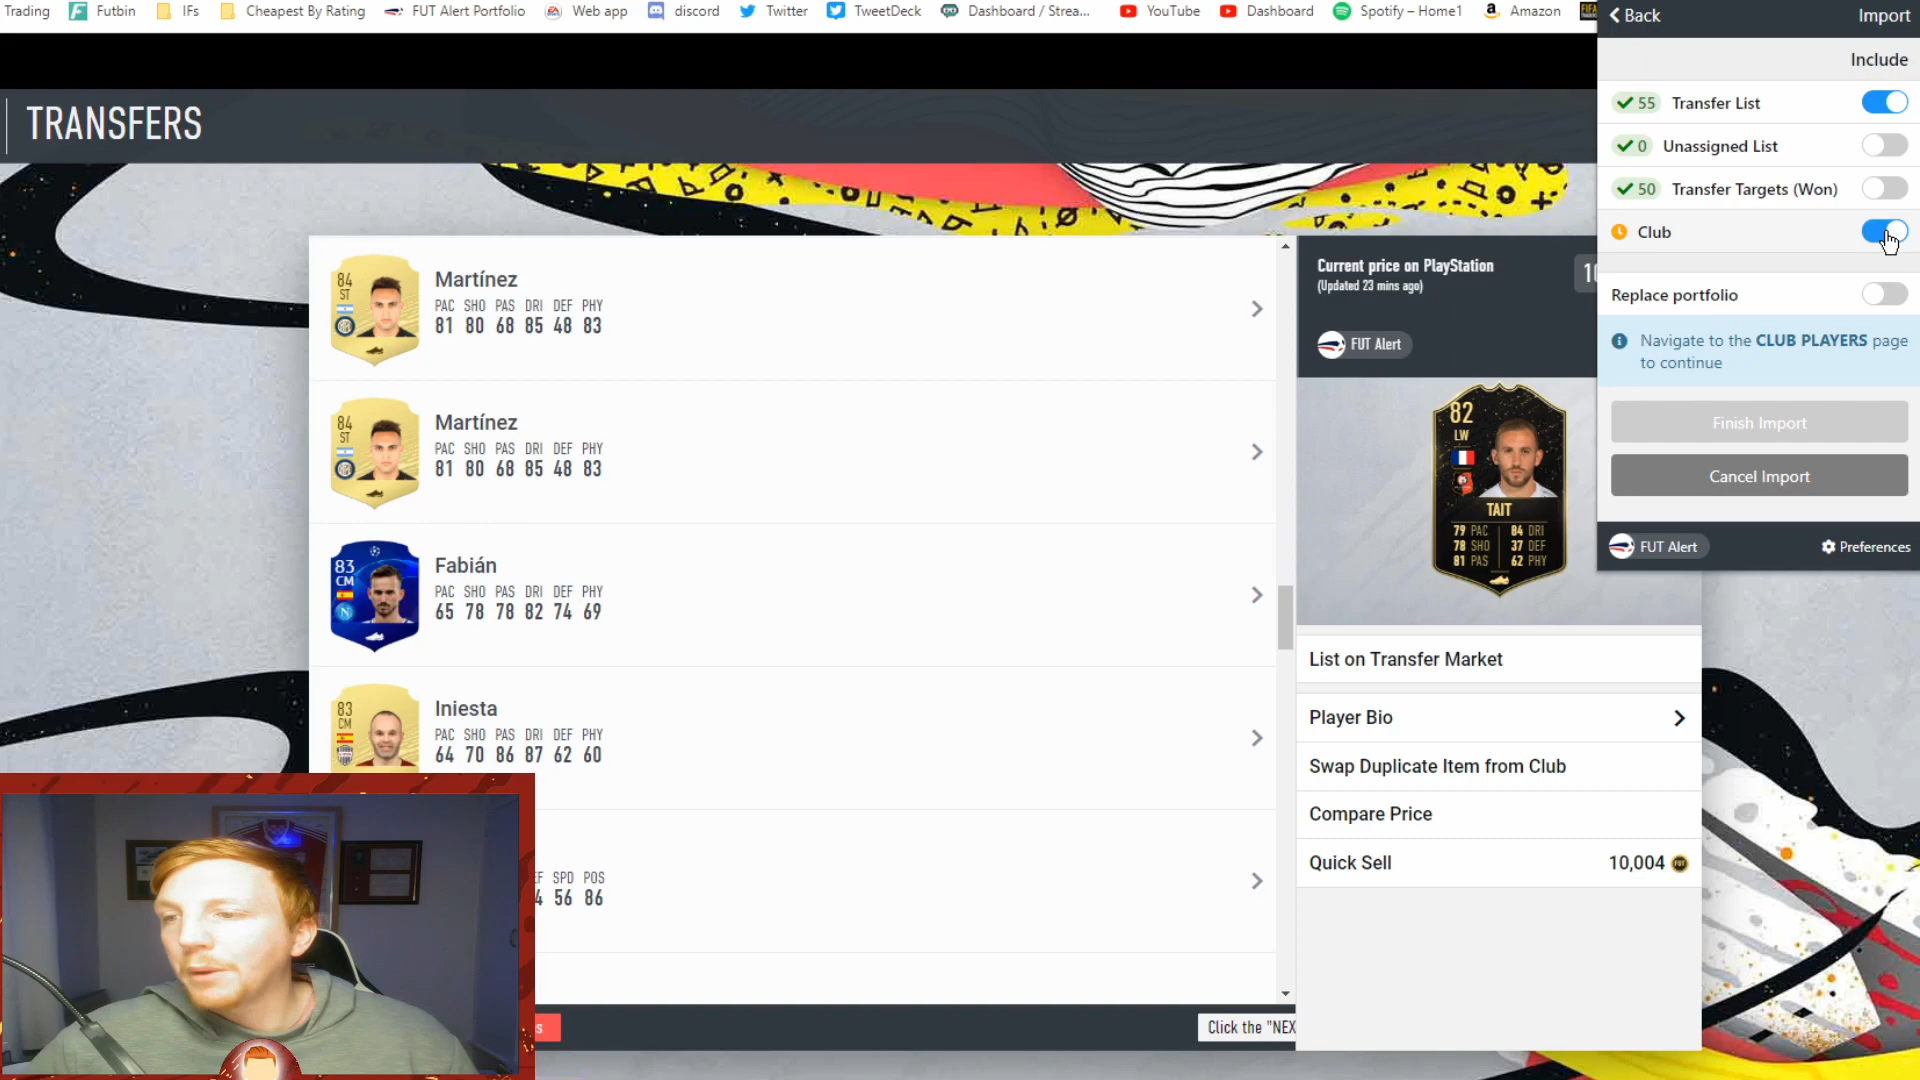 Trading Futbin IFs Cheapest By Rating FUT Alert Portfolio Web app discord Twitter TweetDeck Dashboard / Strea... YouTube Dashboard Spotify – Home1 Amazon
Back Import
TRANSFERS
Include
55 Transfer List
0 Unassigned List
50 Transfer Targets (Won)
Club
Replace portfolio
Navigate to the CLUB PLAYERS page
to continue
Finish Import
Cancel Import
FUT Alert Preferences
84
ST
Martínez
PAC SHO PAS DRI DEF PHY
81 80 68 85 48 83
84
ST
Martínez
PAC SHO PAS DRI DEF PHY
81 80 68 85 48 83
83
CM
Fabián
PAC SHO PAS DRI DEF PHY
65 78 78 82 74 69
83
CM
Iniesta
PAC SHO PAS DRI DEF PHY
64 70 86 87 62 60
SPD POS
56 86
Click the "NEX
Current price on PlayStation
(Updated 23 mins ago)
FUT Alert
82
LW
TAIT
79 PAC 84 DRI
78 SHO 37 DEF
81 PAS 62 PHY
List on Transfer Market
Player Bio
Swap Duplicate Item from Club
Compare Price
Quick Sell 10,004